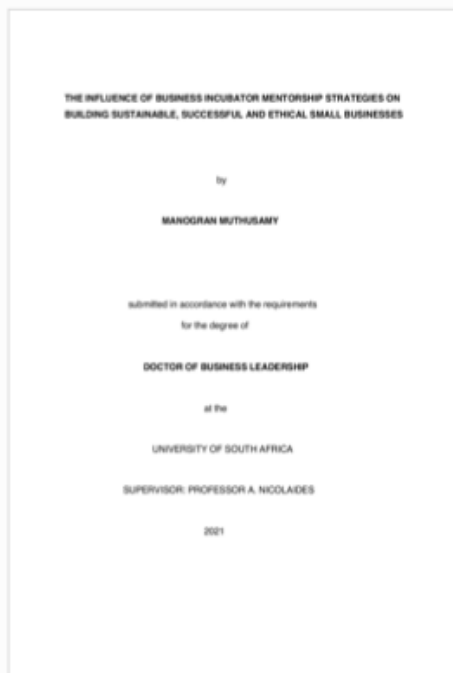 THE INFLUENCE OF BUSINESS INCUBATOR MENTORSHIP STRATEGIES ON
BUILDING SUSTAINABLE, SUCCESSFUL AND ETHICAL SMALL BUSINESSES
by
MANOGRAN MUTHUSAMY
submitted in accordance with the requirements
for the degree of
DOCTOR OF BUSINESS LEADERSHIP
at the
UNIVERSITY OF SOUTH AFRICA
SUPERVISOR: PROFESSOR A. NICOLAIDES
2021